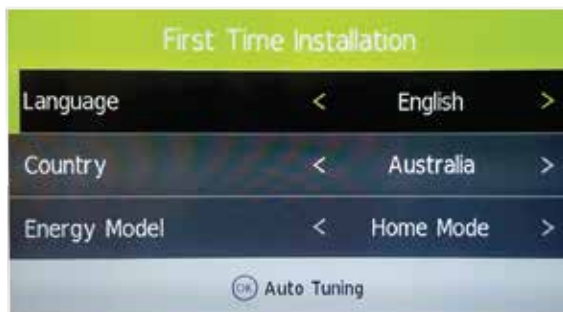 First Time Installation
Language < English >
Country < Australia >
Energy Model < Home Mode >
OK Auto Tuning